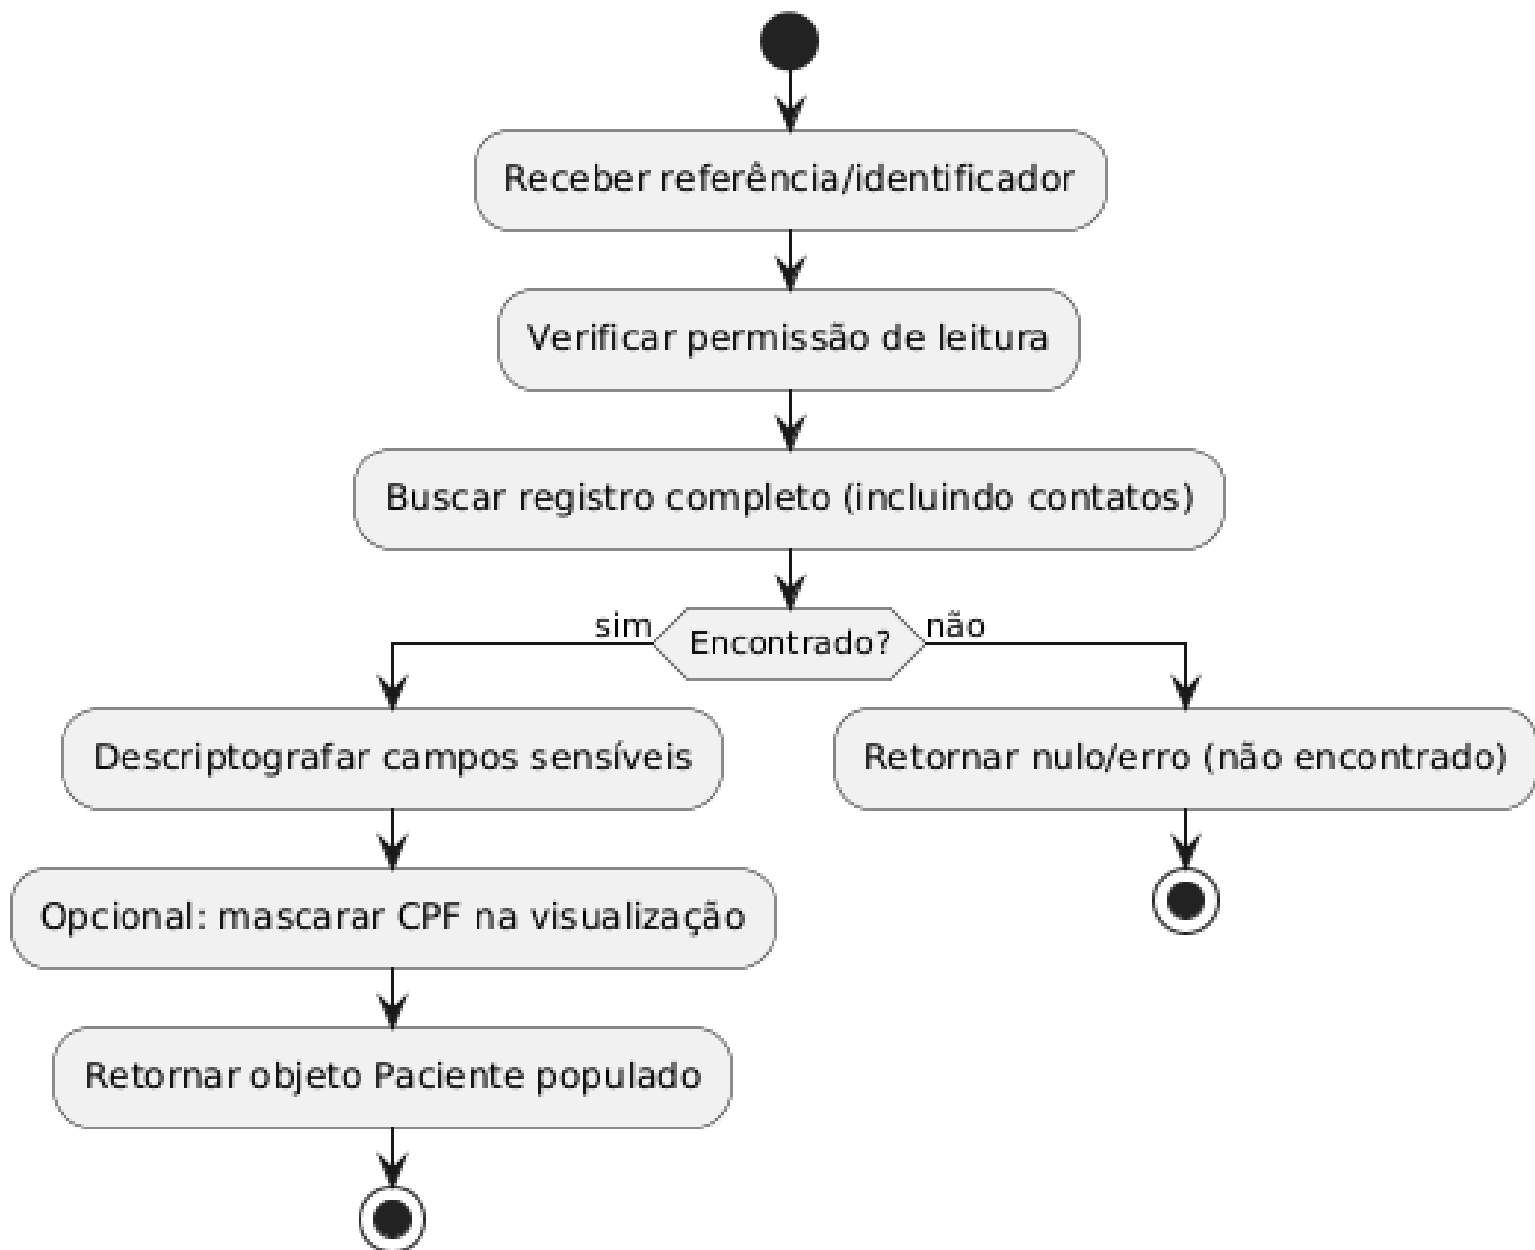 Receber referência/identificador
Verificar permissão de leitura
Buscar registro completo (incluindo contatos)
Encontrado?
sim
não
Descriptografar campos sensíveis
Opcional: mascarar CPF na visualização
Retornar objeto Paciente populado
Retornar nulo/erro (não encontrado)